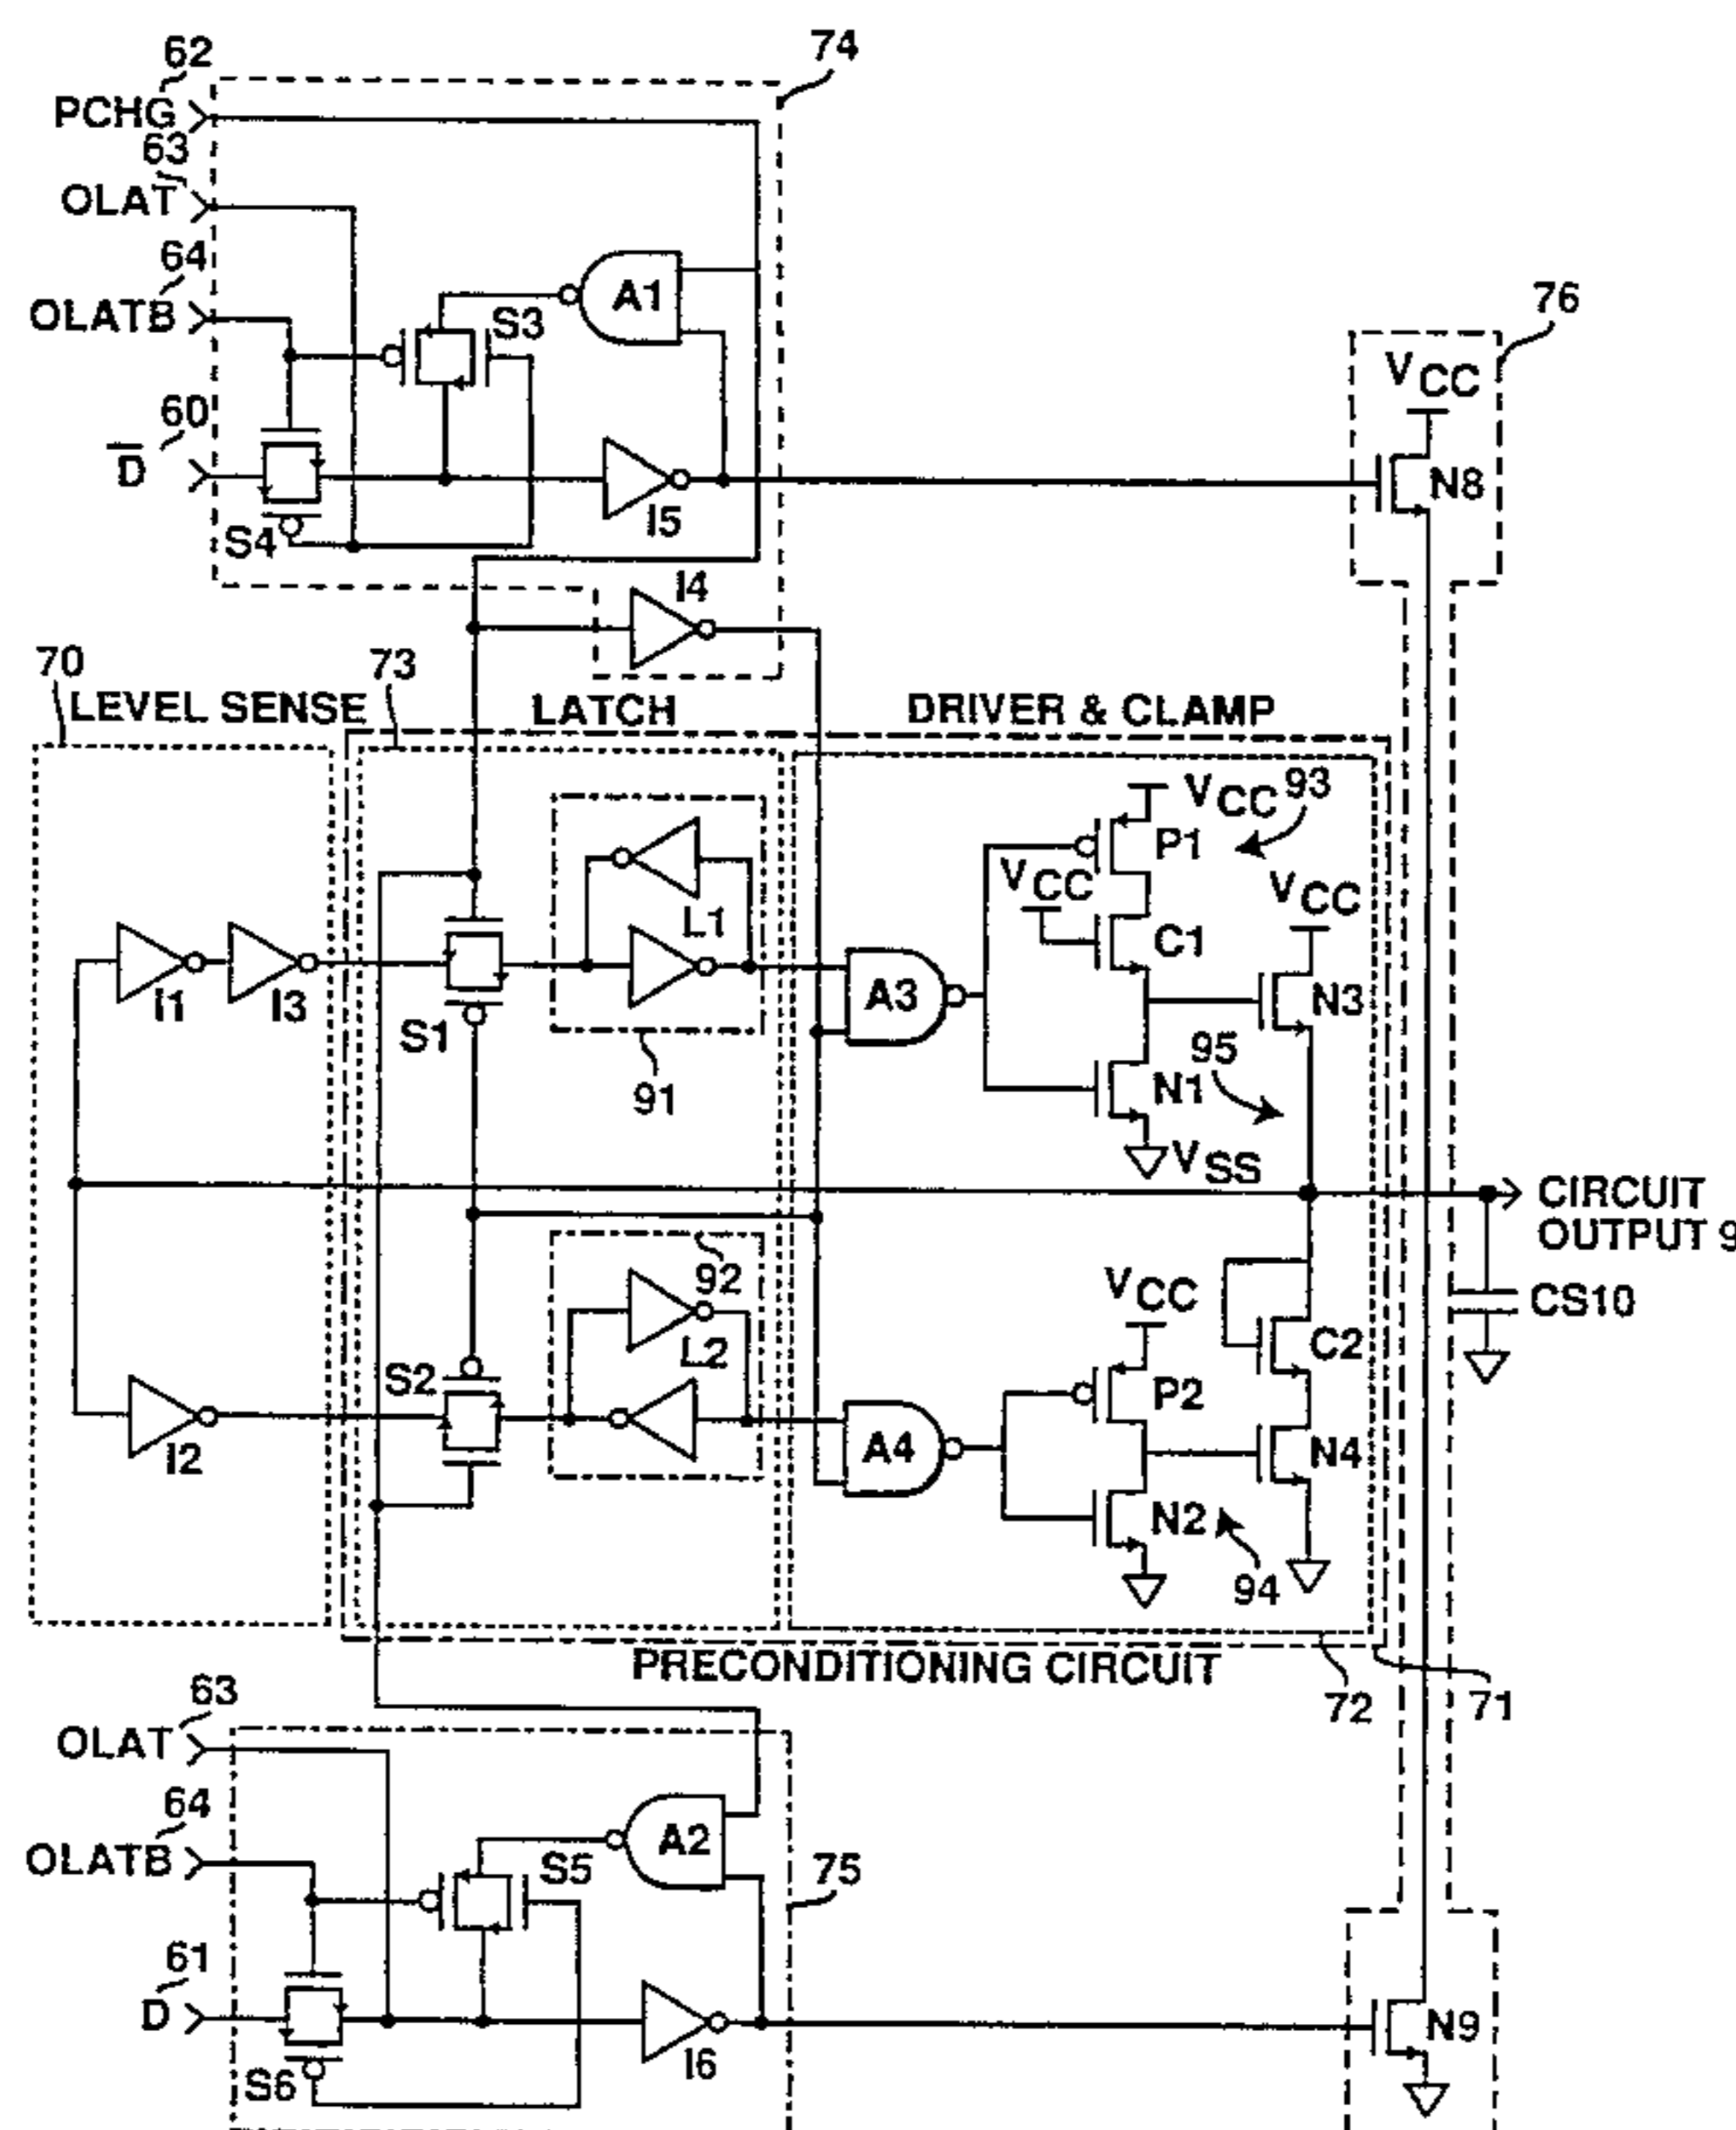 62
74
PCHG
63
OLAT
64
OLATB
A1
S3
76
VCC
60
D
N8
S4
I5
I4
70
73
LEVEL SENSE
LATCH
DRIVER & CLAMP
VCC
93
P1
VCC
VCC
L1
C1
I1
I3
A3
N3
S1
95
91
N1
VSS
CIRCUIT
OUTPUT 9
92
VCC
CS10
L2
C2
S2
P2
I2
A4
N4
N2
94
PRECONDITIONING CIRCUIT
63
72
71
OLAT
64
A2
OLATB
S5
75
61
D
N9
S6
I6